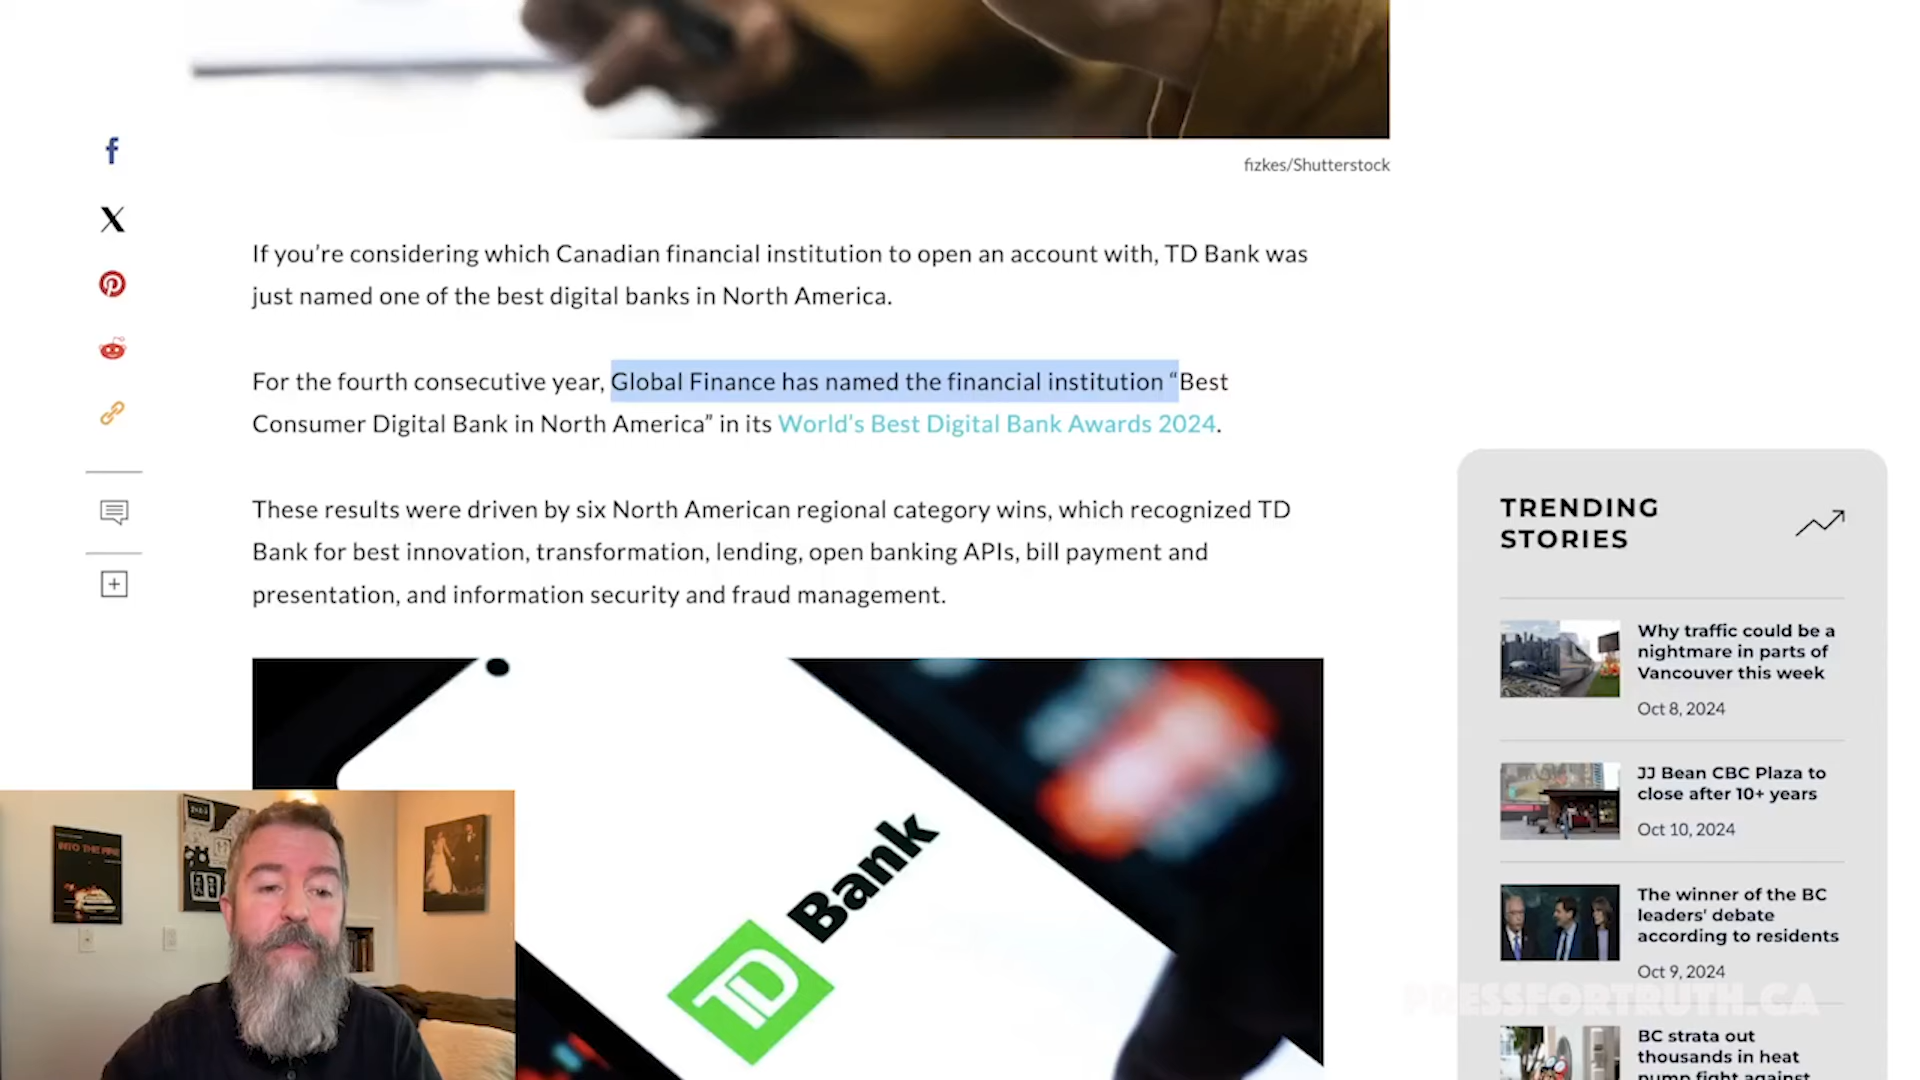 fizkes/Shutterstock
If you're considering which Canadian financial institution to open an account with, TD Bank was
just named one of the best digital banks in North America.
For the fourth consecutive year, Global Finance has named the financial institution “Best
Consumer Digital Bank in North America” in its World's Best Digital Bank Awards 2024.
These results were driven by six North American regional category wins, which recognized TD
Bank for best innovation, transformation, lending, open banking APIs, bill payment and
presentation, and information security and fraud management.
TD Bank
INTO THE FIRE
TRENDING
STORIES
Why traffic could be a
nightmare in parts of
Vancouver this week
Oct 8, 2024
JJ Bean CBC Plaza to
close after 10+ years
Oct 10, 2024
The winner of the BC
leaders' debate
according to residents
Oct 9, 2024
PRESSFORTRUTH.CA
BC strata out
thousands in heat
pump fight against